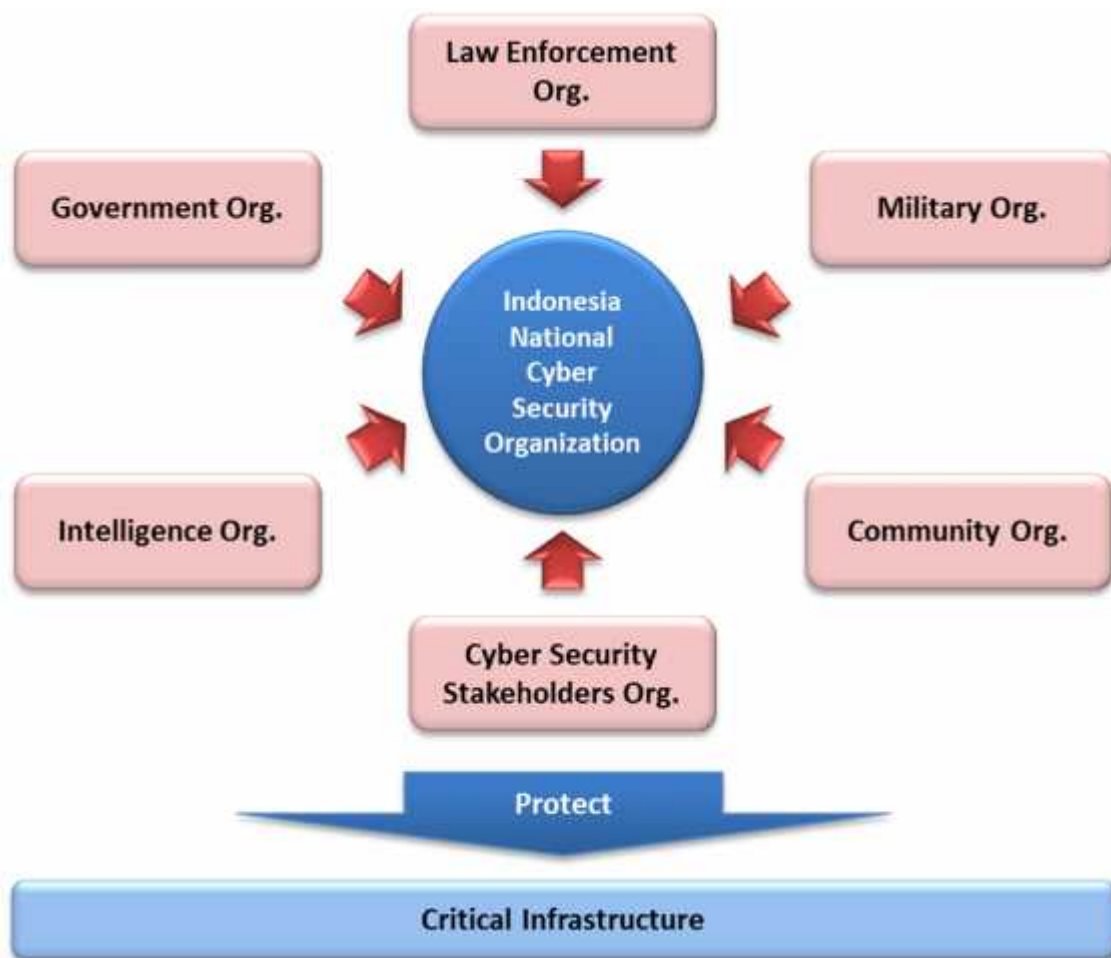 Law Enforcement
Org.
Government Org.
Military Org.
Indonesia
National
Cyber
Security
Organization
Intelligence Org.
Community Org.
Cyber Security
Stakeholders Org.
Protect
Critical Infrastructure